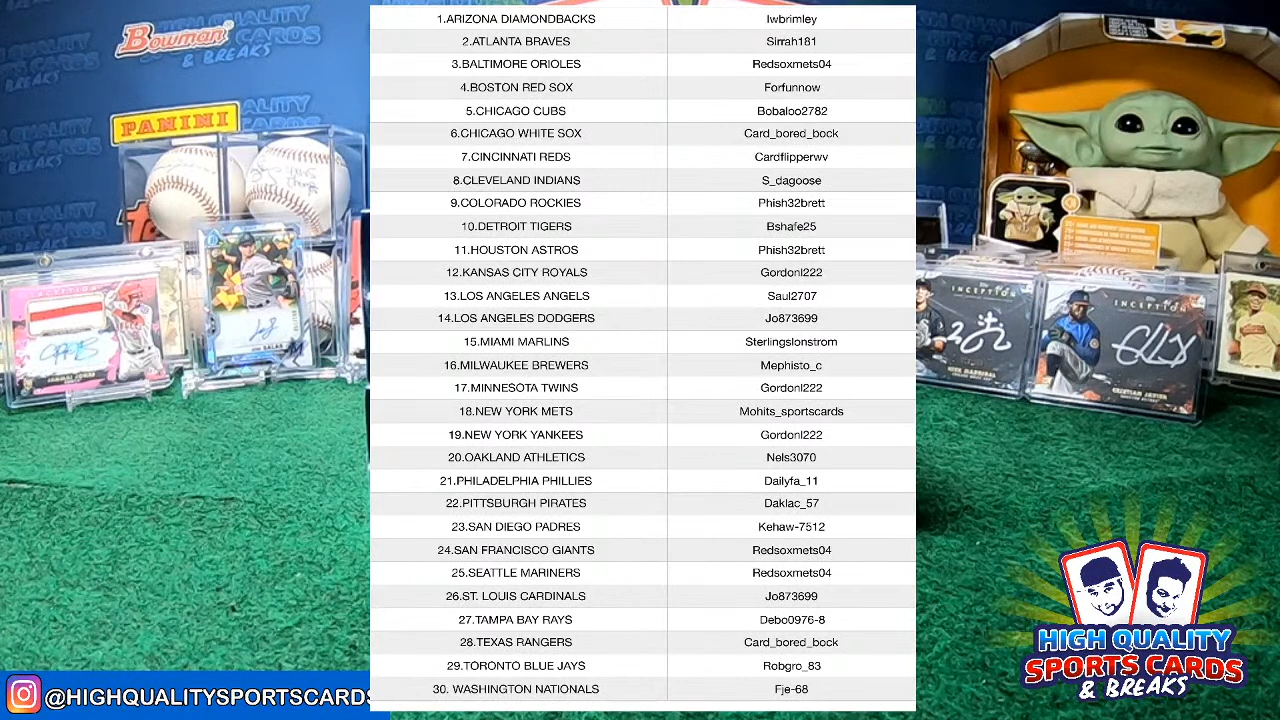 1.ARIZONA DIAMONDBACKS Iwbrimley
2.ATLANTA BRAVES Sirrah181
3.BALTIMORE ORIOLES Redsoxmets04
4.BOSTON RED SOX Forfunnow
5.CHICAGO CUBS Bobaloo2782
6.CHICAGO WHITE SOX Card_bored_bock
7.CINCINNATI REDS Cardflipperwv
8.CLEVELAND INDIANS S_dagoose
9.COLORADO ROCKIES Phish32brett
10.DETROIT TIGERS Bshafe25
11.HOUSTON ASTROS Phish32brett
12.KANSAS CITY ROYALS Gordonl222
13.LOS ANGELES ANGELS Saul2707
14.LOS ANGELES DODGERS Jo873699
15.MIAMI MARLINS Sterlingslonstrom
16.MILWAUKEE BREWERS Mephisto_c
17.MINNESOTA TWINS Gordonl222
18.NEW YORK METS Mohits_sportscards
19.NEW YORK YANKEES Gordonl222
20.OAKLAND ATHLETICS Nels3070
21.PHILADELPHIA PHILLIES Dailyfa_11
22.PITTSBURGH PIRATES Daklac_57
23.SAN DIEGO PADRES Kehaw-7512
24.SAN FRANCISCO GIANTS Redsoxmets04
25.SEATTLE MARINERS Redsoxmets04
26.ST. LOUIS CARDINALS Jo873699
27.TAMPA BAY RAYS Debo0976-8
28.TEXAS RANGERS Card_bored_bock
29.TORONTO BLUE JAYS Robgro_83
30. WASHINGTON NATIONALS Fje-68
Bowman
CARDS
& BREAKS
PANINI
INCEPTION
INCEPTION
NICK MADRIGAL
INCEPTION
CRISTIAN JAVIER
@HIGHQUALITYSPORTSCARDS
HIGH QUALITY
SPORTS CARDS
& BREAKS